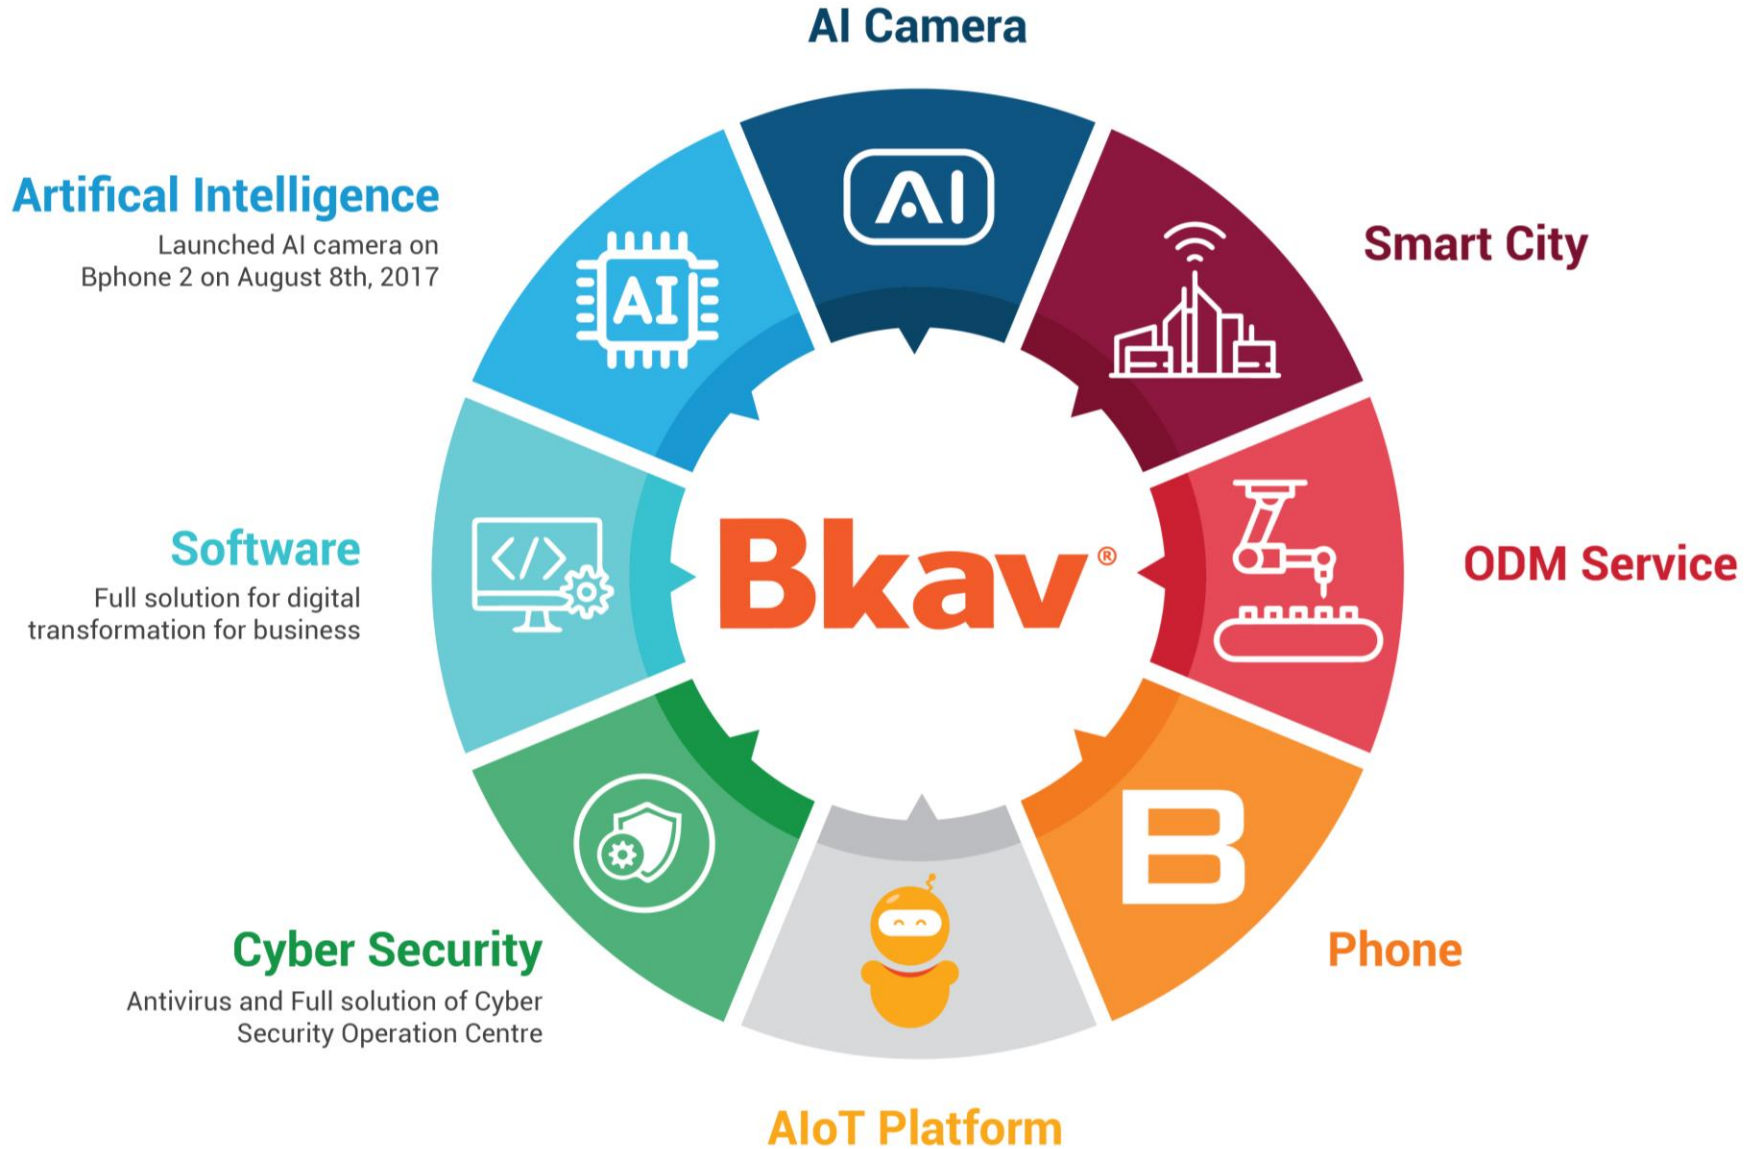 AI Camera
AI
Artifical Intelligence
Launched AI camera on
Bphone 2 on August 8th, 2017
AI
Smart City
Software
Full solution for digital
transformation for business
</>
Bkav®
ODM Service
Cyber Security
Antivirus and Full solution of Cyber
Security Operation Centre
B
Phone
AIoT Platform